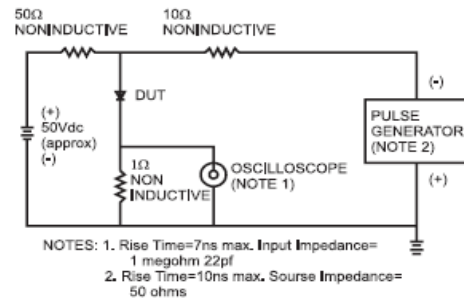 50Ω
NONINDUCTIVE
10Ω
NONINDUCTIVE
(+)
50Vdc
(approx)
(-)
DUT
1Ω
NON
INDUCTIVE
OSCILLOSCOPE
(NOTE 1)
(-)
PULSE
GENERATOR
(NOTE 2)
(+)
NOTES: 1. Rise Time=7ns max. Input Impedance=
1 megohm 22pf
2. Rise Time=10ns max. Sourse Impedance=
50 ohms